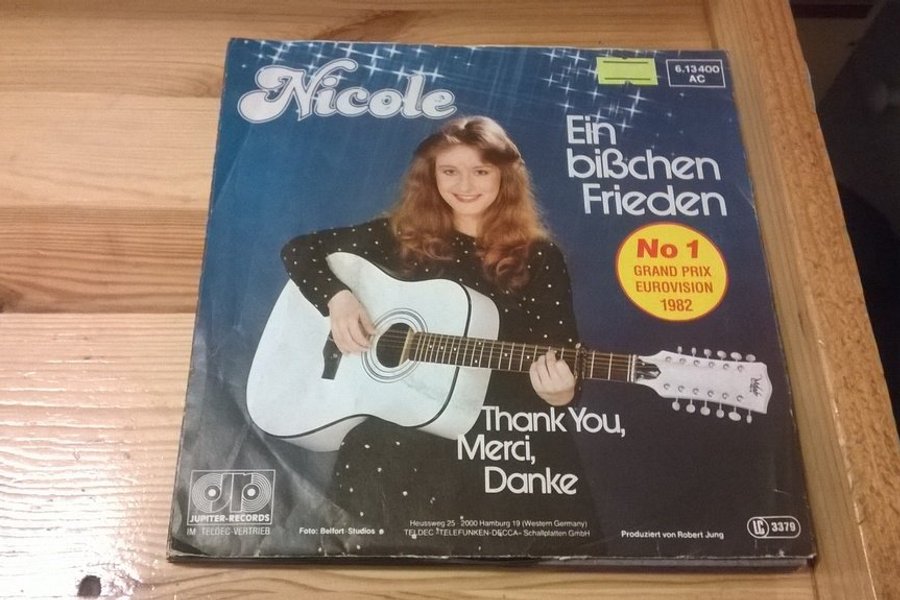 Nicole
6.13400
AC
Ein
bißchen
Frieden
No 1
GRAND PRIX
EUROVISION
1982
Thank You,
Merci,
Danke
JUPITER-RECORDS
IM TELDEC-VERTRIEB
Foto: Belfort-Studios
Heussweg 25 · 2000 Hamburg 19 (Western Germany)
TELDEC »TELEFUNKEN-DECCA« Schallplatten GmbH
Produziert von Robert Jung
LC 3379